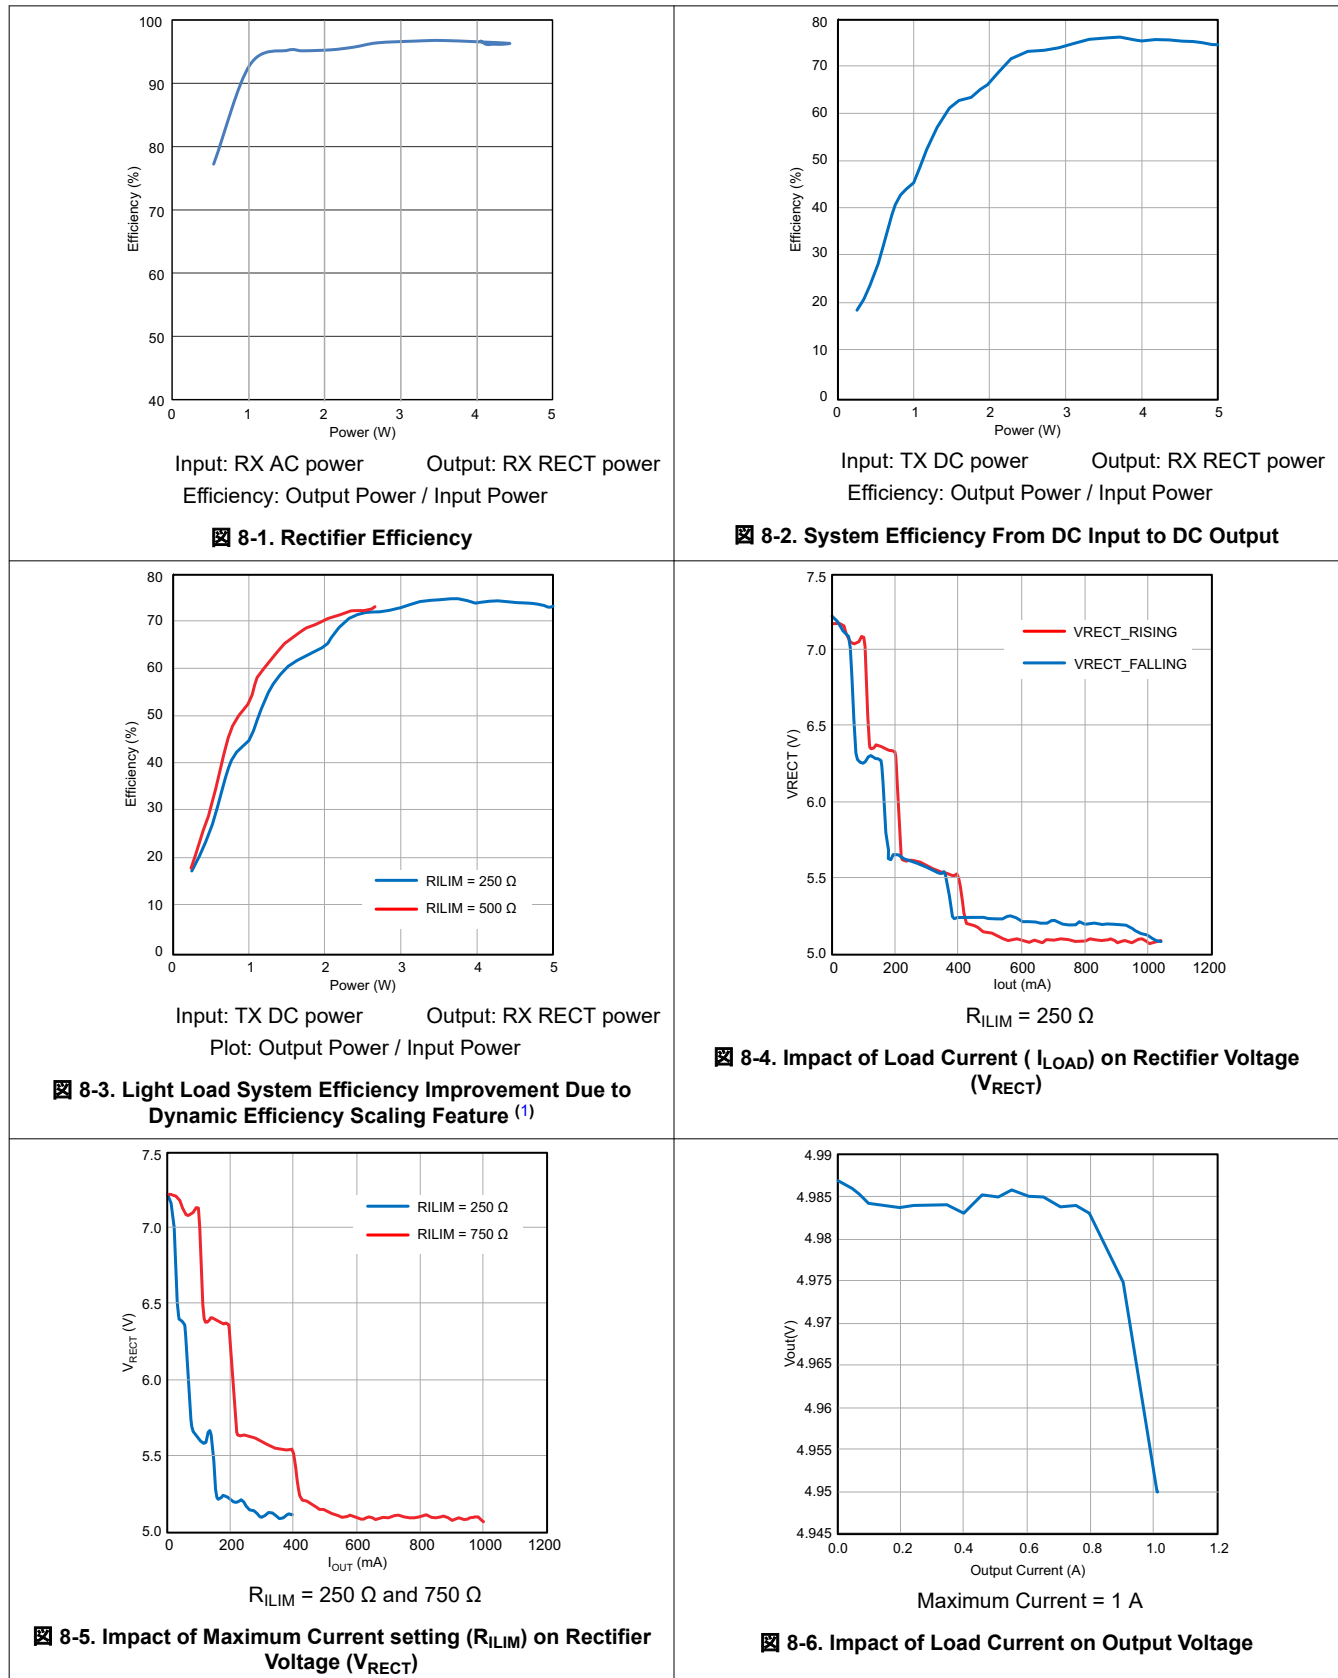 100
90
80
70
60
50
40
0 1 2 3 4 5
Efficiency (%)
Power (W)
Input: RX AC power Output: RX RECT power
Efficiency: Output Power / Input Power
図 8-1. Rectifier Efficiency
80
70
60
50
40
30
20
10
0
0 1 2 3 4 5
Efficiency (%)
Power (W)
Input: TX DC power Output: RX RECT power
Efficiency: Output Power / Input Power
図 8-2. System Efficiency From DC Input to DC Output
80
70
60
50
40
30
20
10
0
0 1 2 3 4 5
Efficiency (%)
RILIM = 250 Ω
RILIM = 500 Ω
Power (W)
Input: TX DC power Output: RX RECT power
Plot: Output Power / Input Power
図 8-3. Light Load System Efficiency Improvement Due to
Dynamic Efficiency Scaling Feature (1)
7.5
7.0
6.5
6.0
5.5
5.0
0 200 400 600 800 1000 1200
VRECT (V)
VRECT_RISING
VRECT_FALLING
Iout (mA)
RILIM = 250 Ω
図 8-4. Impact of Load Current ( ILOAD) on Rectifier Voltage
(VRECT)
7.5
7.0
6.5
6.0
5.5
5.0
0 200 400 600 800 1000 1200
VRECT (V)
RILIM = 250 Ω
RILIM = 750 Ω
IOUT (mA)
RILIM = 250 Ω and 750 Ω
図 8-5. Impact of Maximum Current setting (RILIM) on Rectifier
Voltage (VRECT)
4.99
4.985
4.98
4.975
4.97
4.965
4.96
4.955
4.95
4.945
0.0 0.2 0.4 0.6 0.8 1.0 1.2
Vout(V)
Output Current (A)
Maximum Current = 1 A
図 8-6. Impact of Load Current on Output Voltage